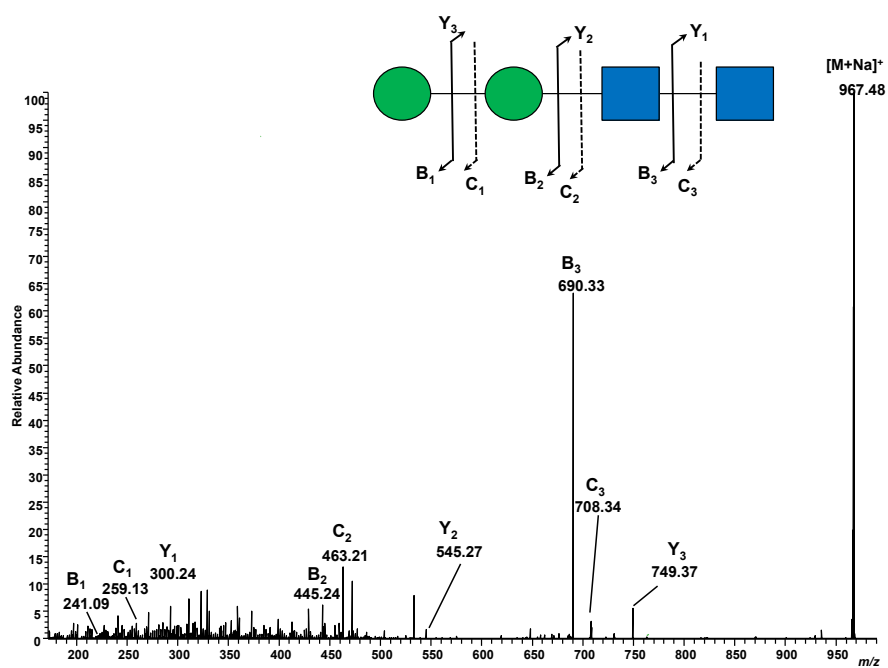 Y3
Y2
Y1
[M+Na]+
967.48
B1
C1
B2
C2
B3
C3
100
95
90
85
80
75
70
65
60
55
50
45
40
35
30
25
20
15
10
5
0
Relative Abundance
B3
690.33
C3
708.34
Y3
749.37
Y2
545.27
C2
463.21
B2
445.24
Y1
300.24
C1
259.13
B1
241.09
200 250 300 350 400 450 500 550 600 650 700 750 800 850 900 950
m/z